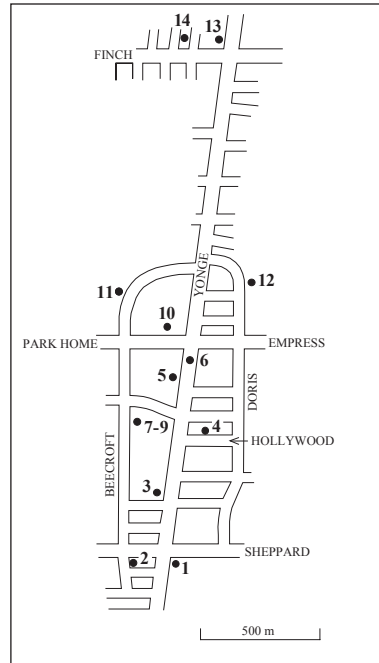 14
13
FINCH
YONGE
11
12
10
PARK HOME
EMPRESS
6
5
DORIS
7-9
4
HOLLYWOOD
BEECROFT
3
SHEPPARD
2
1
500 m